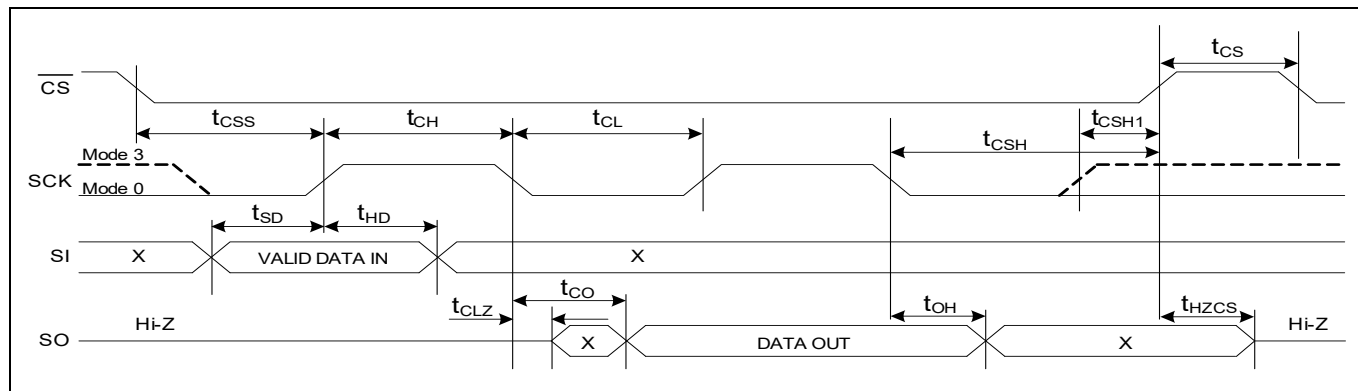 tCS
CS
tCSS
tCH
tCL
tCSH
tCSH1
Mode 3
SCK
Mode 0
tSD
tHD
SI
X
VALID DATA IN
X
tCLZ
tCO
tOH
tHZCS
SO
Hi-Z
X
DATA OUT
X
Hi-Z